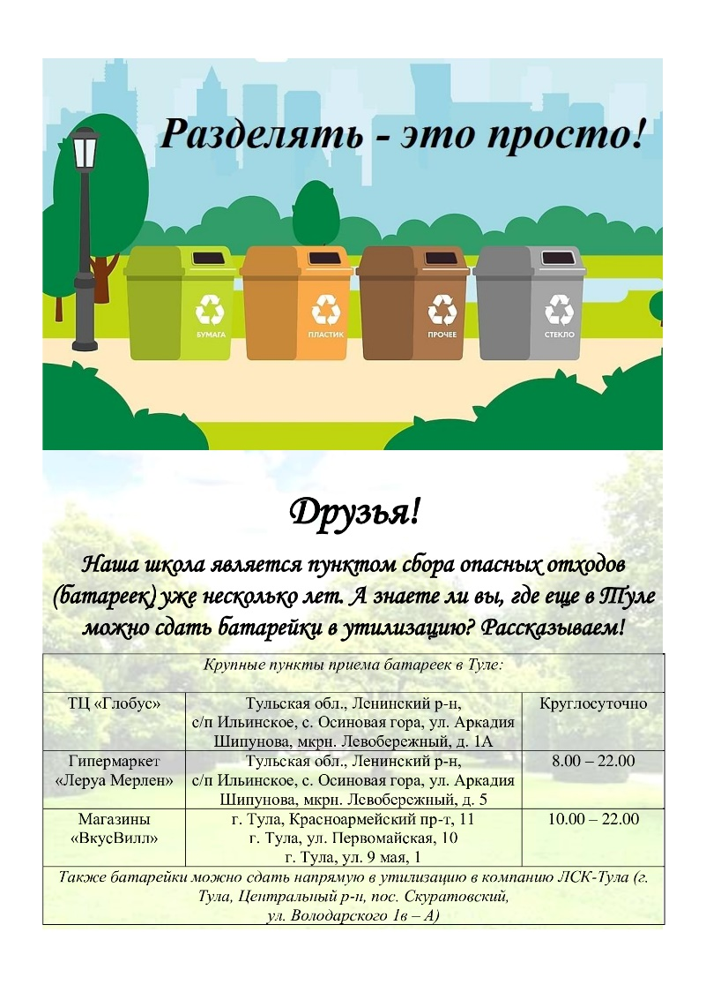 Разделять - это просто!
БУМАГА
ПЛАСТИК
ПРОЧЕЕ
СТЕКЛО
Друзья!
Наша школа является пунктом сбора опасных отходов
(батареек) уже несколько лет. А знаете ли вы, где еще в Туле
можно сдать батарейки в утилизацию? Рассказываем!
Крупные пункты приема батареек в Туле:
ТЦ «Глобус»
Тульская обл., Ленинский р-н,
с/п Ильинское, с. Осиновая гора, ул. Аркадия
Шипунова, мкрн. Левобережный, д. 1А
Круглосуточно
Гипермаркет
«Леруа Мерлен»
Тульская обл., Ленинский р-н,
с/п Ильинское, с. Осиновая гора, ул. Аркадия
Шипунова, мкрн. Левобережный, д. 5
8.00 – 22.00
Магазины
«ВкусВилл»
г. Тула, Красноармейский пр-т, 11
г. Тула, ул. Первомайская, 10
г. Тула, ул. 9 мая, 1
10.00 – 22.00
Также батарейки можно сдать напрямую в утилизацию в компанию ЛСК-Тула (г.
Тула, Центральный р-н, пос. Скуратовский,
ул. Володарского 1в – А)